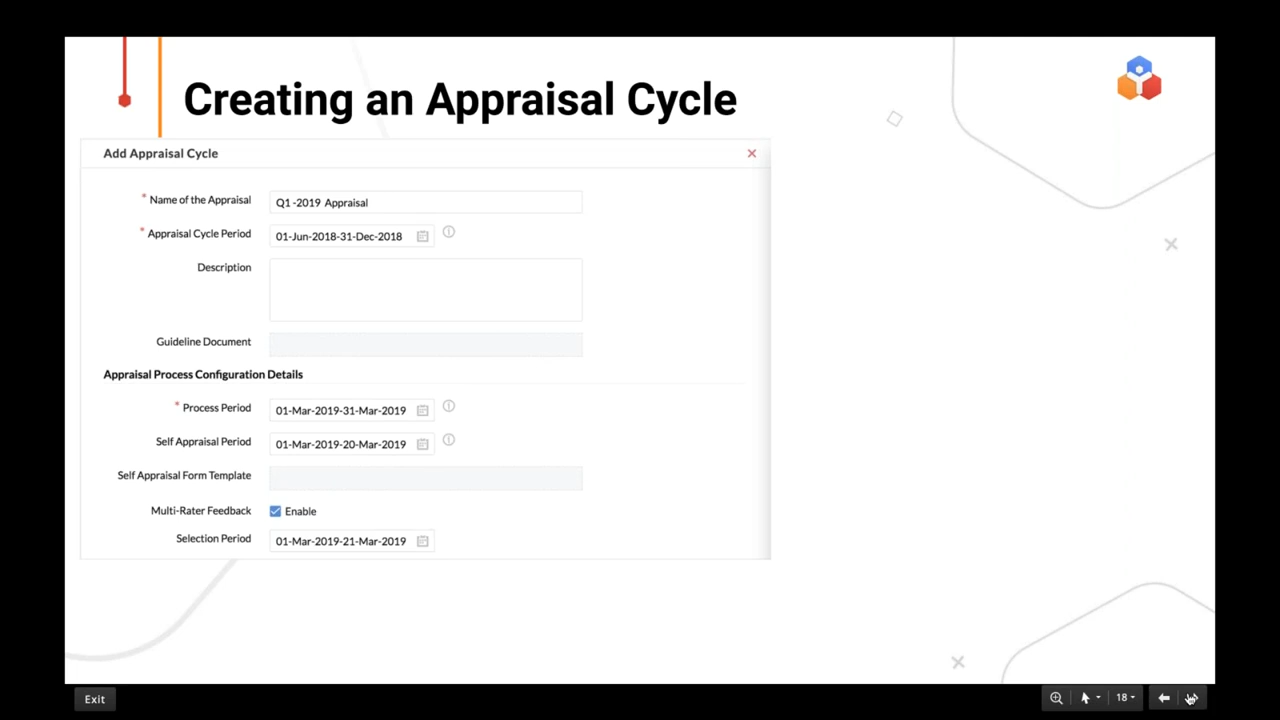 Creating an Appraisal Cycle
Add Appraisal Cycle
* Name of the Appraisal Q1 -2019 Appraisal
* Appraisal Cycle Period 01-Jun-2018-31-Dec-2018
Description
Guideline Document
Appraisal Process Configuration Details
* Process Period 01-Mar-2019-31-Mar-2019
Self Appraisal Period 01-Mar-2019-20-Mar-2019
Self Appraisal Form Template
Multi-Rater Feedback Enable
Selection Period 01-Mar-2019-21-Mar-2019
Exit 18